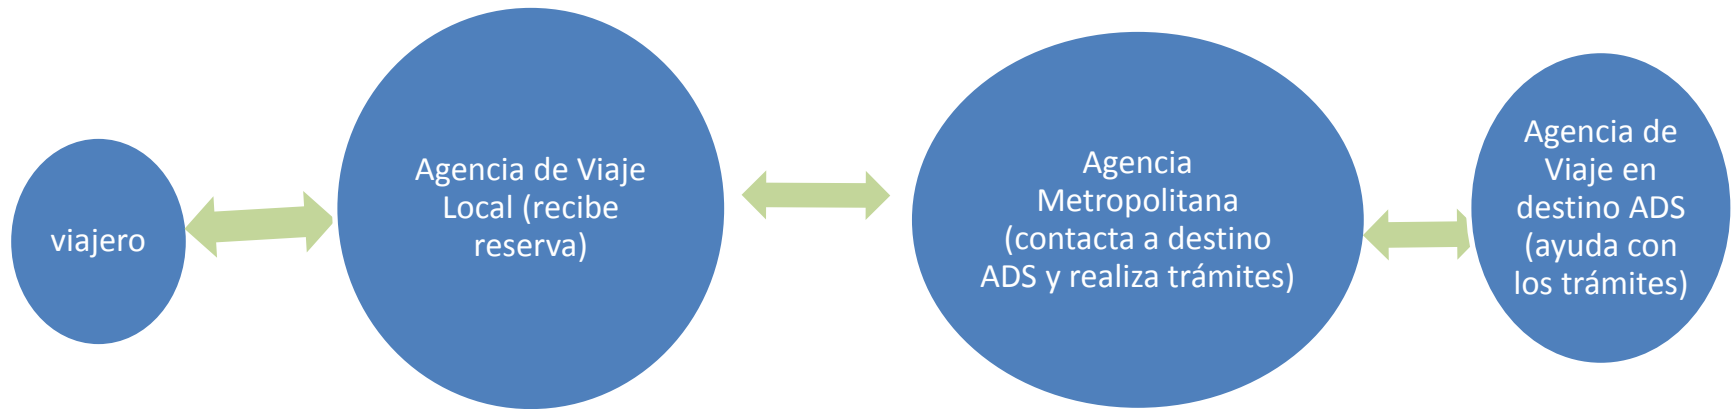 viajero
Agencia de Viaje
Local (recibe
reserva)
Agencia
Metropolitana
(contacta a destino
ADS y realiza trámites)
Agencia de
Viaje en
destino ADS
(ayuda con
los trámites)